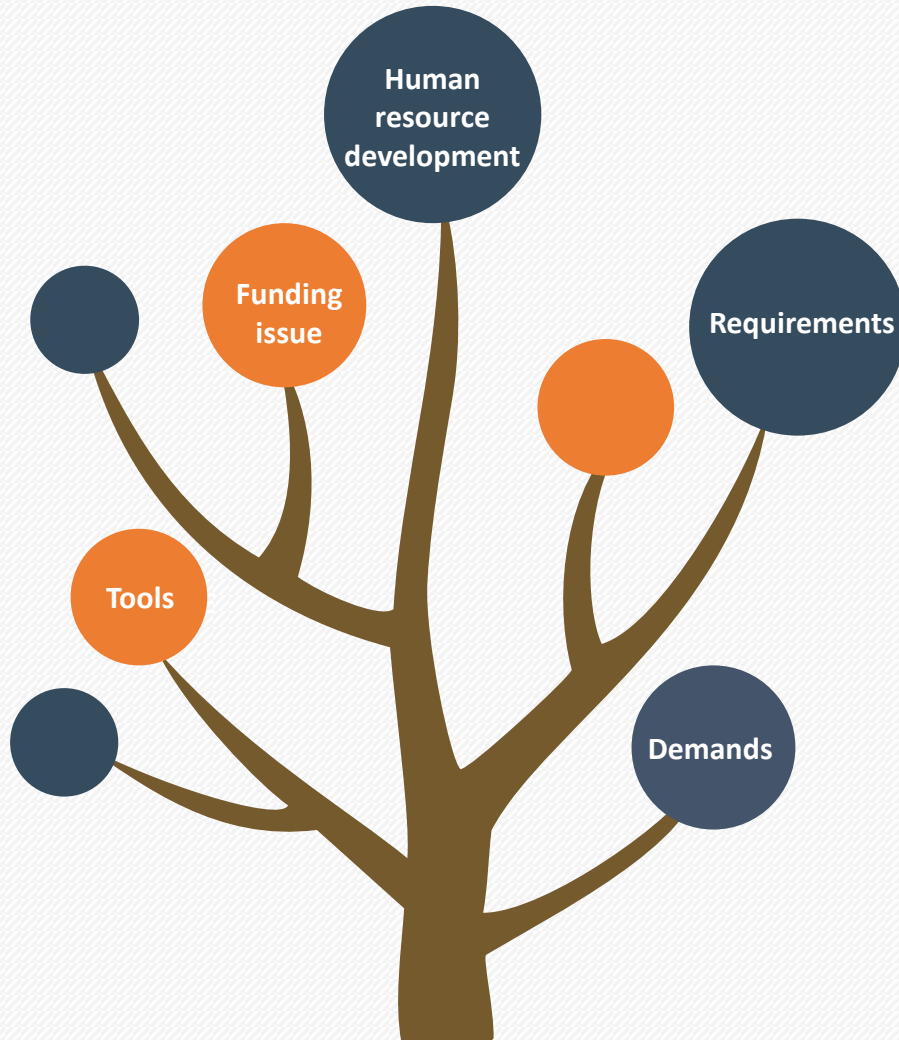 Human
resource
development
Funding
issue
Requirements
Tools
Demands